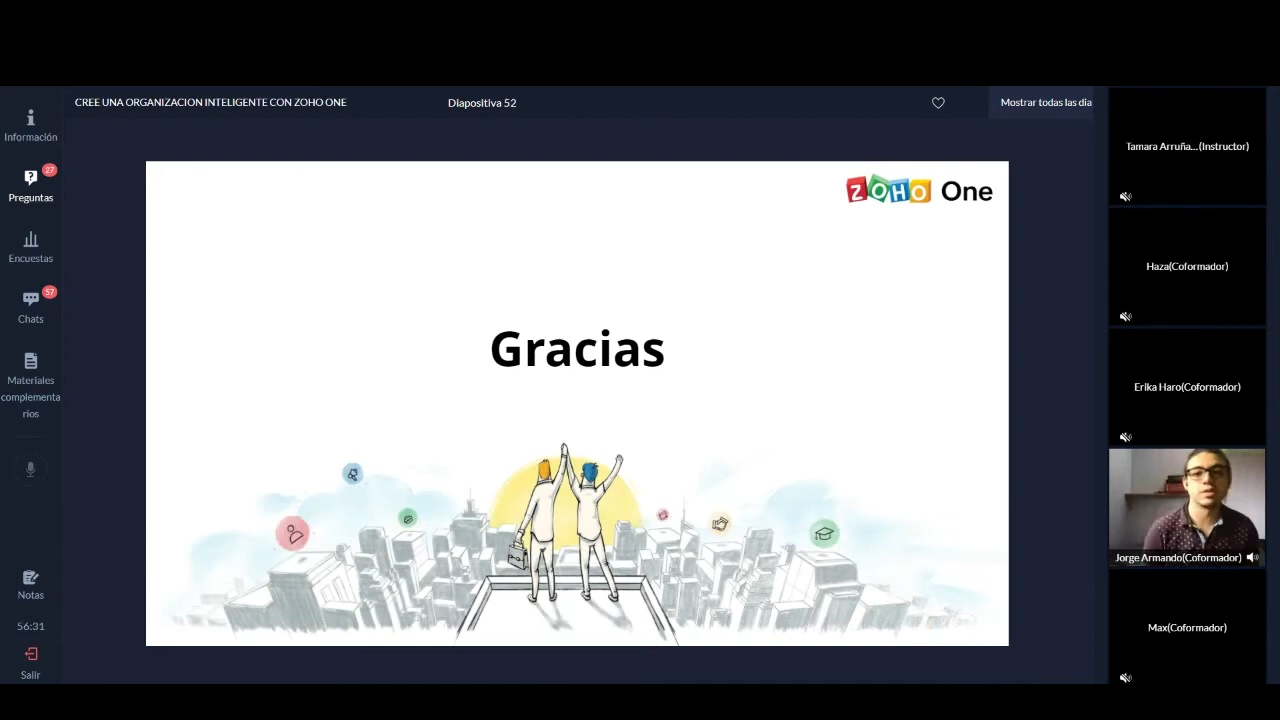 CREE UNA ORGANIZACION INTELIGENTE CON ZOHO ONE
Diapositiva 52
Mostrar todas las dia
Información
27
Preguntas
Encuestas
57
Chats
Materiales
complementa
rios
Notas
56:31
Salir
ZOHO One
Gracias
Tamara Arruña...(Instructor)
Haza(Coformador)
Erika Haro(Coformador)
Jorge Armando(Coformador)
Max(Coformador)